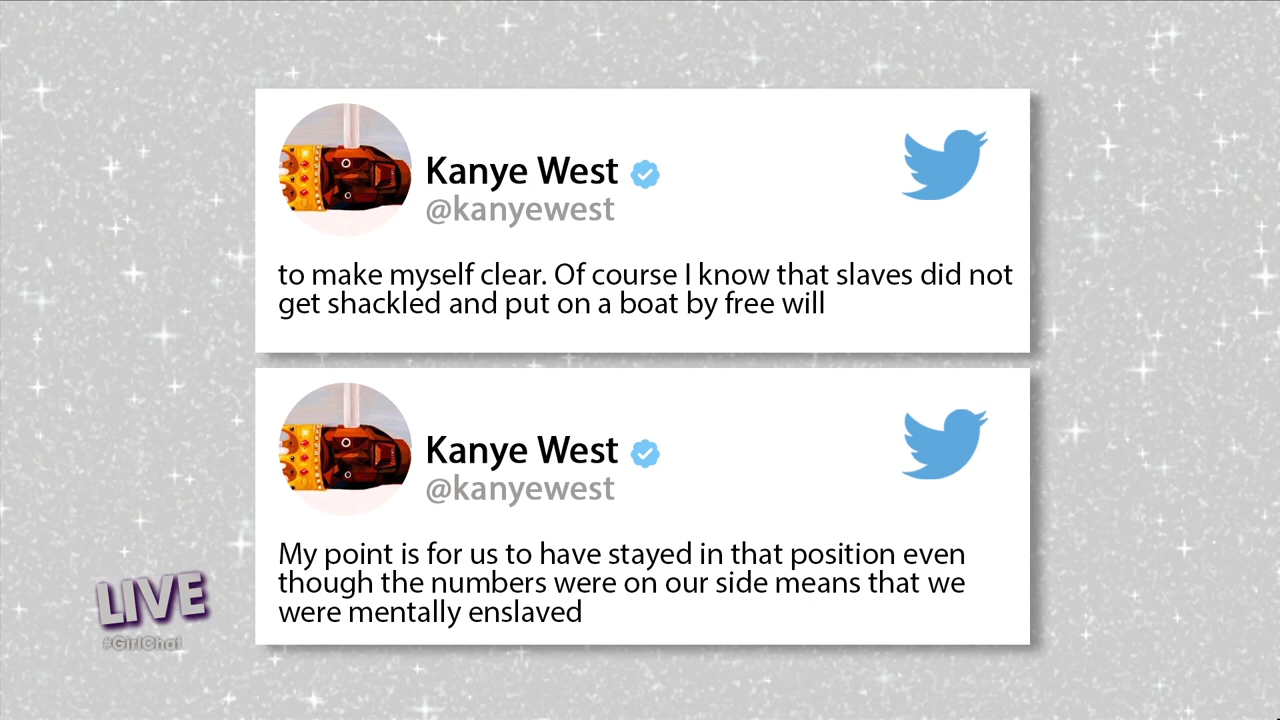 Kanye West
@kanyewest
to make myself clear. Of course I know that slaves did not
get shackled and put on a boat by free will
Kanye West
@kanyewest
My point is for us to have stayed in that position even
though the numbers were on our side means that we
were mentally enslaved
LIVE
#GirlChat